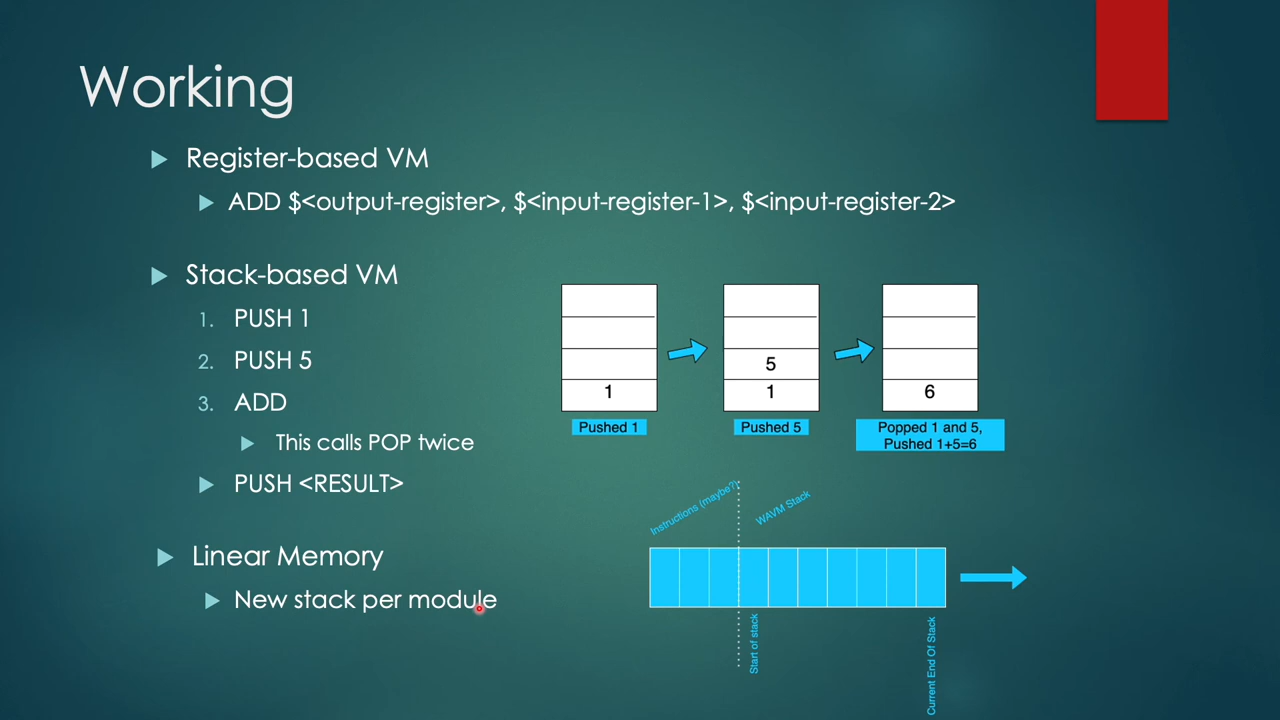 Working
Register-based VM
ADD $<output-register>, $<input-register-1>, $<input-register-2>
Stack-based VM
1. PUSH 1
2. PUSH 5
3. ADD
This calls POP twice
PUSH <RESULT>
1
5
1
6
Pushed 1
Pushed 5
Popped 1 and 5,
Pushed 1+5=6
Linear Memory
New stack per module
Instructions (maybe?)
WAVM Stack
Start of stack
Current End Of Stack